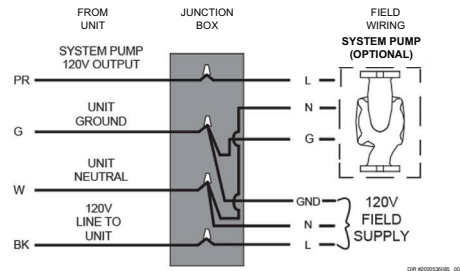 FROM
UNIT
JUNCTION
BOX
FIELD
WIRING
SYSTEM PUMP
120V OUTPUT
SYSTEM PUMP
(OPTIONAL)
PR
L
UNIT
GROUND
N
G
G
UNIT
NEUTRAL
W
GND
120V
LINE TO
UNIT
N
120V
FIELD
SUPPLY
BK
L
DIR #2000536085 00